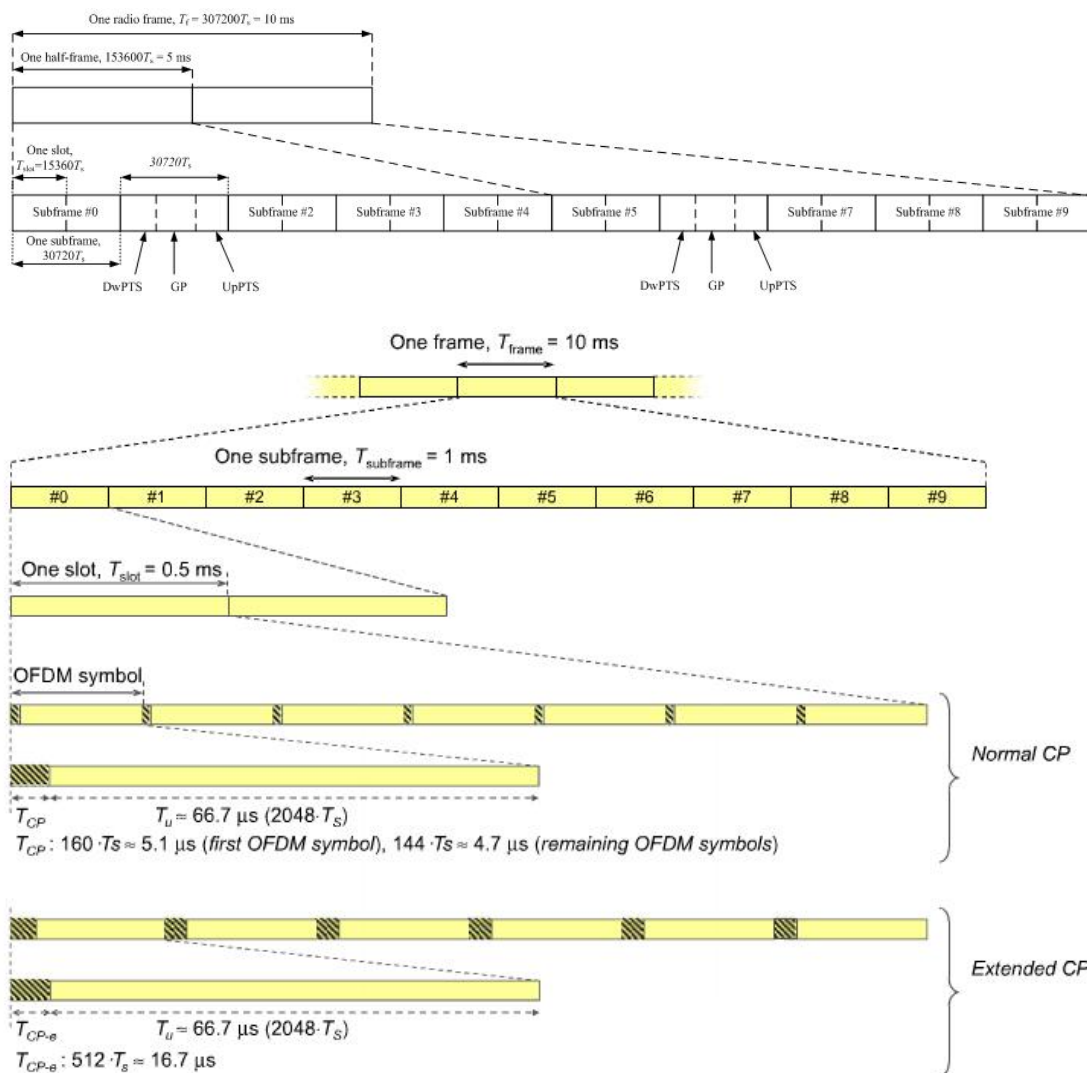 One radio frame, Tf = 307200Ts = 10 ms
One half-frame, 153600Ts = 5 ms
One slot,
Tslot=15360Ts
30720Ts
Subframe #0 Subframe #2 Subframe #3 Subframe #4 Subframe #5 Subframe #7 Subframe #8 Subframe #9
One subframe,
30720Ts
DwPTS GP UpPTS DwPTS GP UpPTS
One frame, Tframe = 10 ms
One subframe, Tsubframe = 1 ms
#0 #1 #2 #3 #4 #5 #6 #7 #8 #9
One slot, Tslot = 0.5 ms
OFDM symbol
Normal CP
TCP Tu ≈ 66.7 μs (2048·TS)
TCP : 160 ·Ts ≈ 5.1 μs (first OFDM symbol), 144 ·Ts ≈ 4.7 μs (remaining OFDM symbols)
Extended CP
TCP-e Tu ≈ 66.7 μs (2048·TS)
TCP-e : 512 ·Ts ≈ 16.7 μs